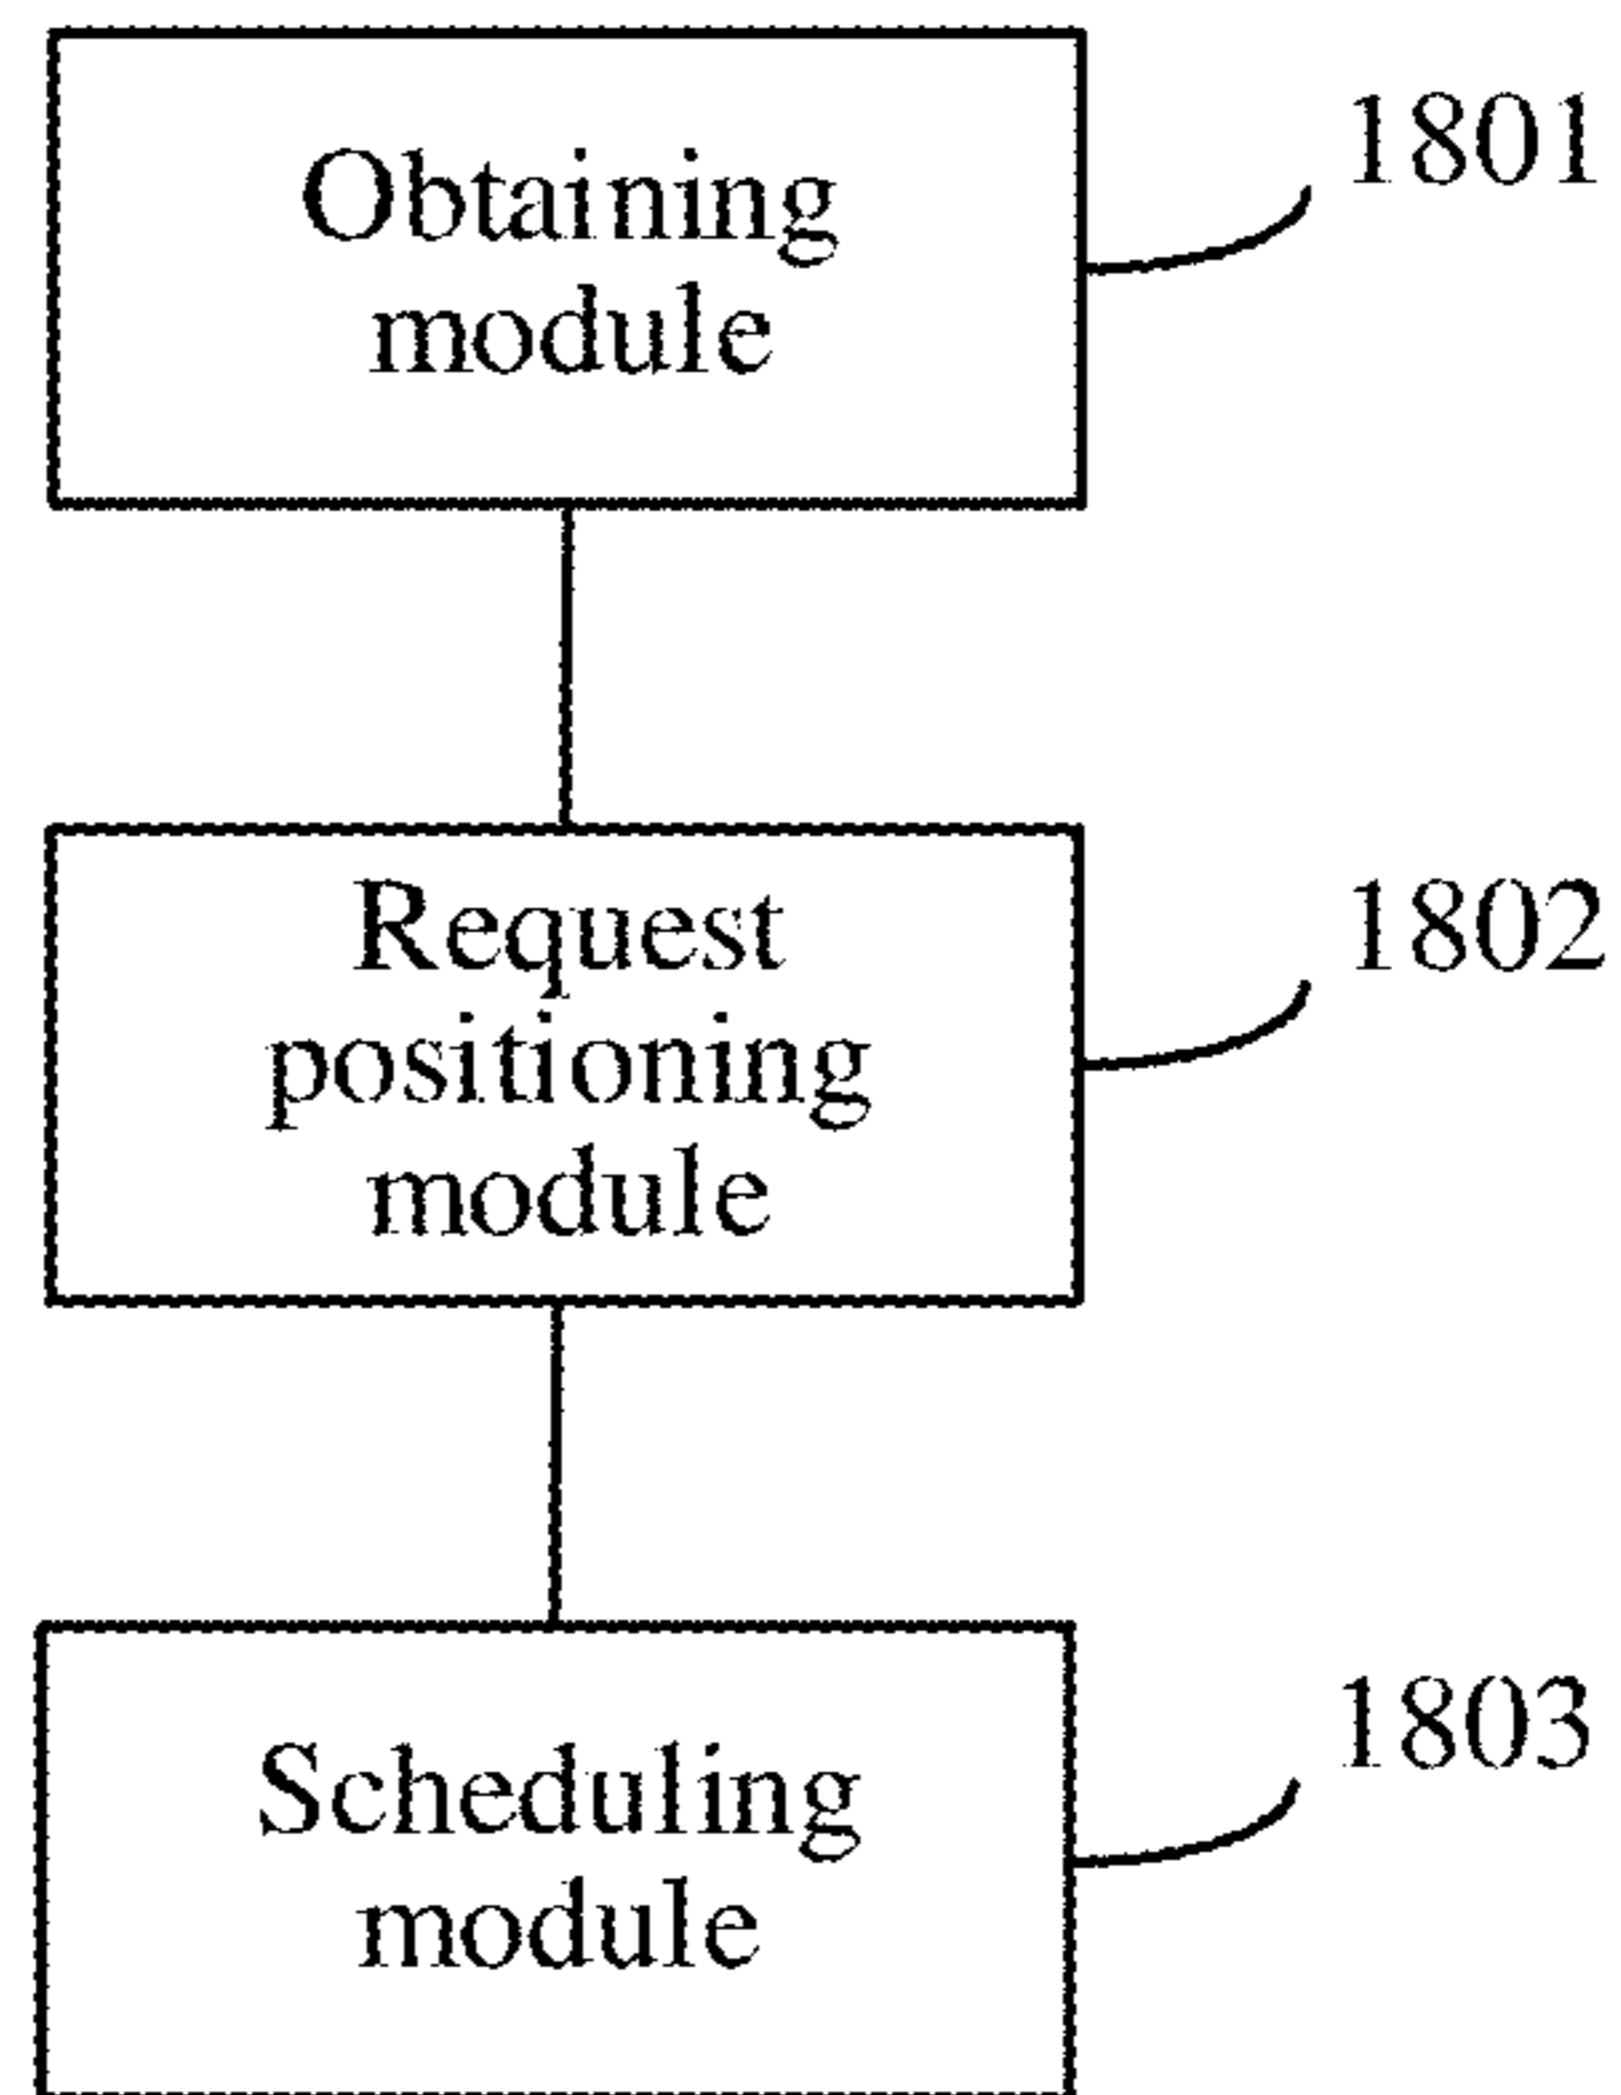 Obtaining
module
1801
Request
positioning
module
1802
Scheduling
module
1803